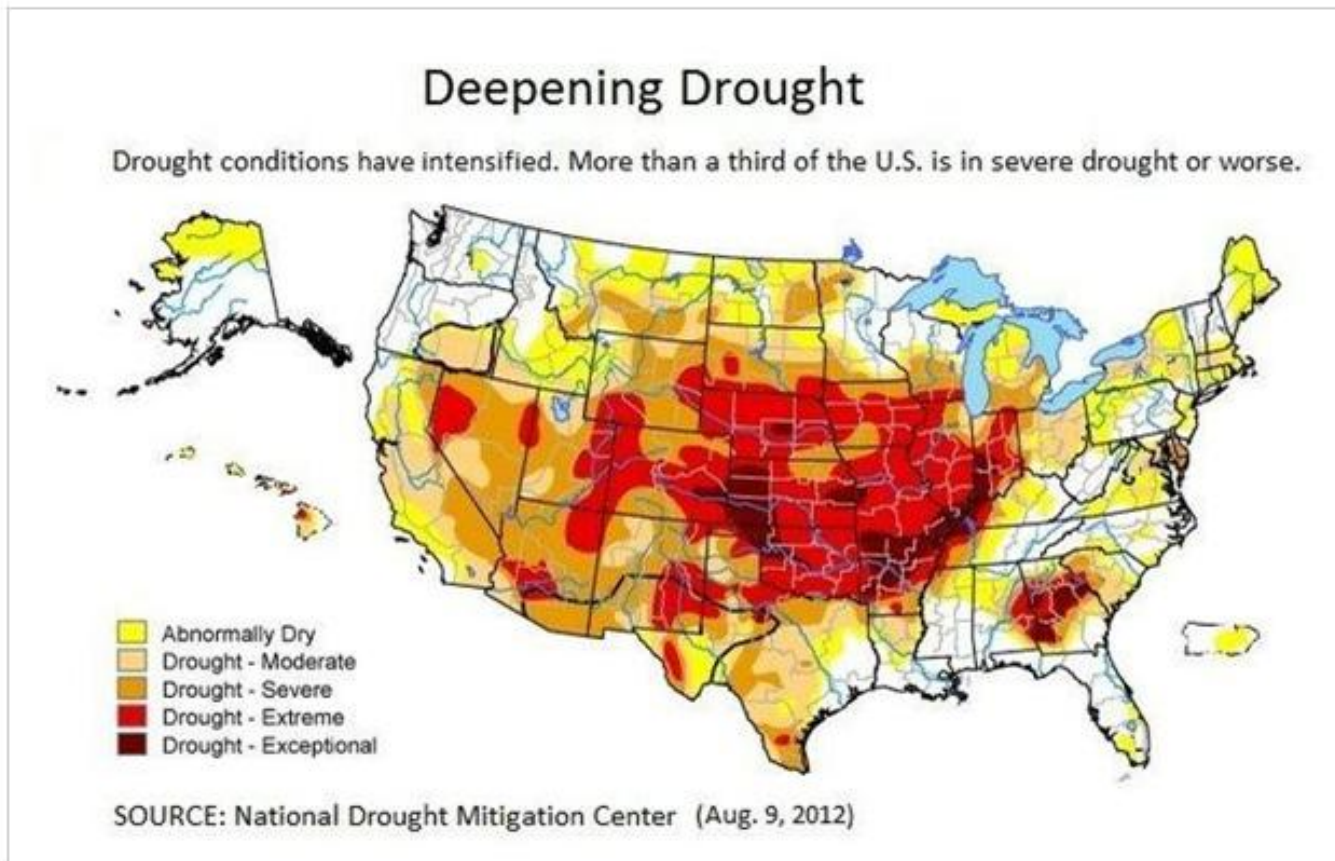 Deepening Drought
Drought conditions have intensified. More than a third of the U.S. is in severe drought or worse.
Abnormally Dry
Drought - Moderate
Drought - Severe
Drought - Extreme
Drought - Exceptional
SOURCE: National Drought Mitigation Center (Aug. 9, 2012)